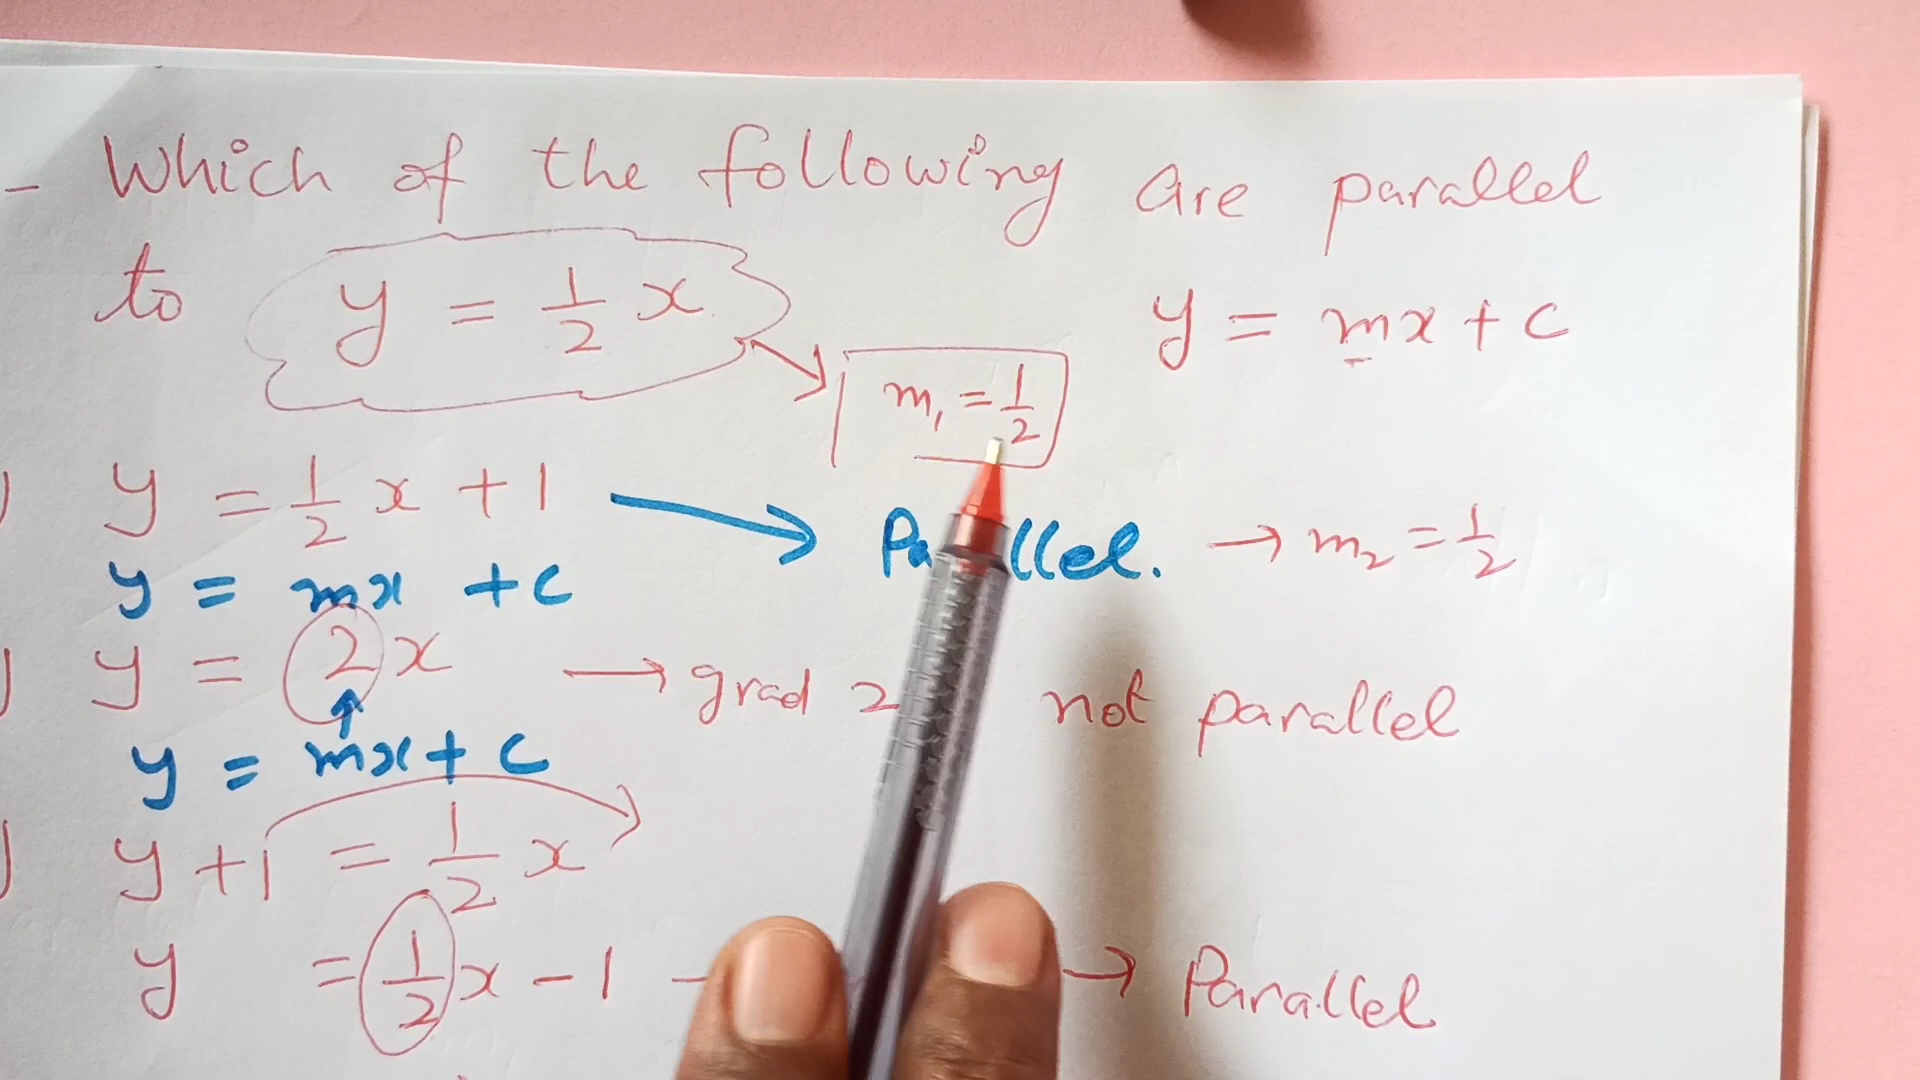 - Which of the following are parallel
to y = 1/2 x y = mx + c
m₁ = 1/2
) y = 1/2 x + 1 → → m₂ = 1/2
y = mx + c
) y = 2x → grad 2 not parallel
y = mx + c
) y + 1 = 1/2 x
y = 1/2 x - 1 - → Parallel